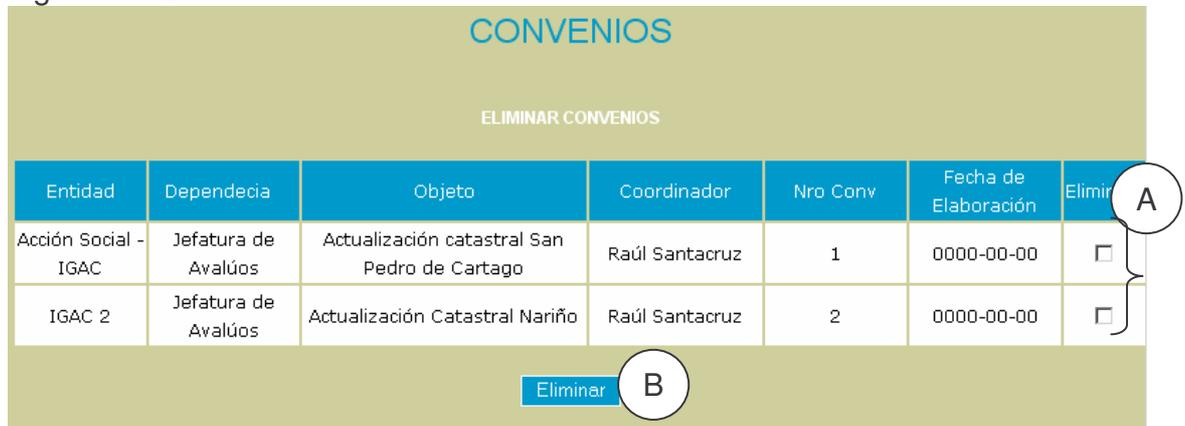 CONVENIOS
ELIMINAR CONVENIOS
Entidad Dependecia Objeto Coordinador Nro Conv Fecha de Elaboración
A
Acción Social - IGAC Jefatura de Avalúos Actualización catastral San Pedro de Cartago Raúl Santacruz 1 0000-00-00
IGAC 2 Jefatura de Avalúos Actualización Catastral Nariño Raúl Santacruz 2 0000-00-00
Eliminar B